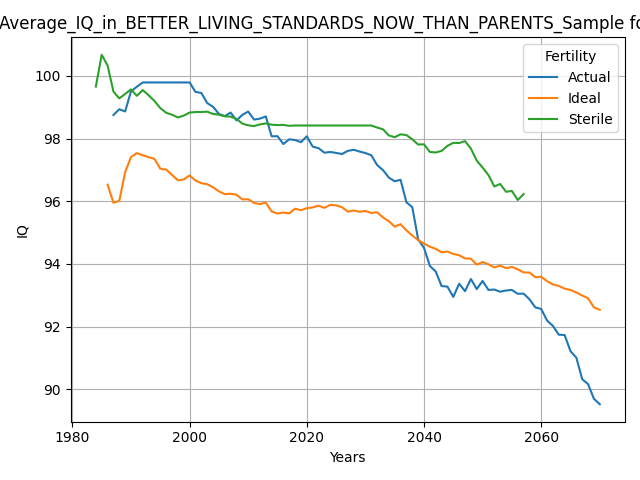 Average_IQ_in_BETTER_LIVING_STANDARDS_NOW_THAN_PARENTS_Sample fo
Fertility
Actual
Ideal
Sterile
IQ
100
98
96
94
92
90
1980 2000 2020 2040 2060
Years